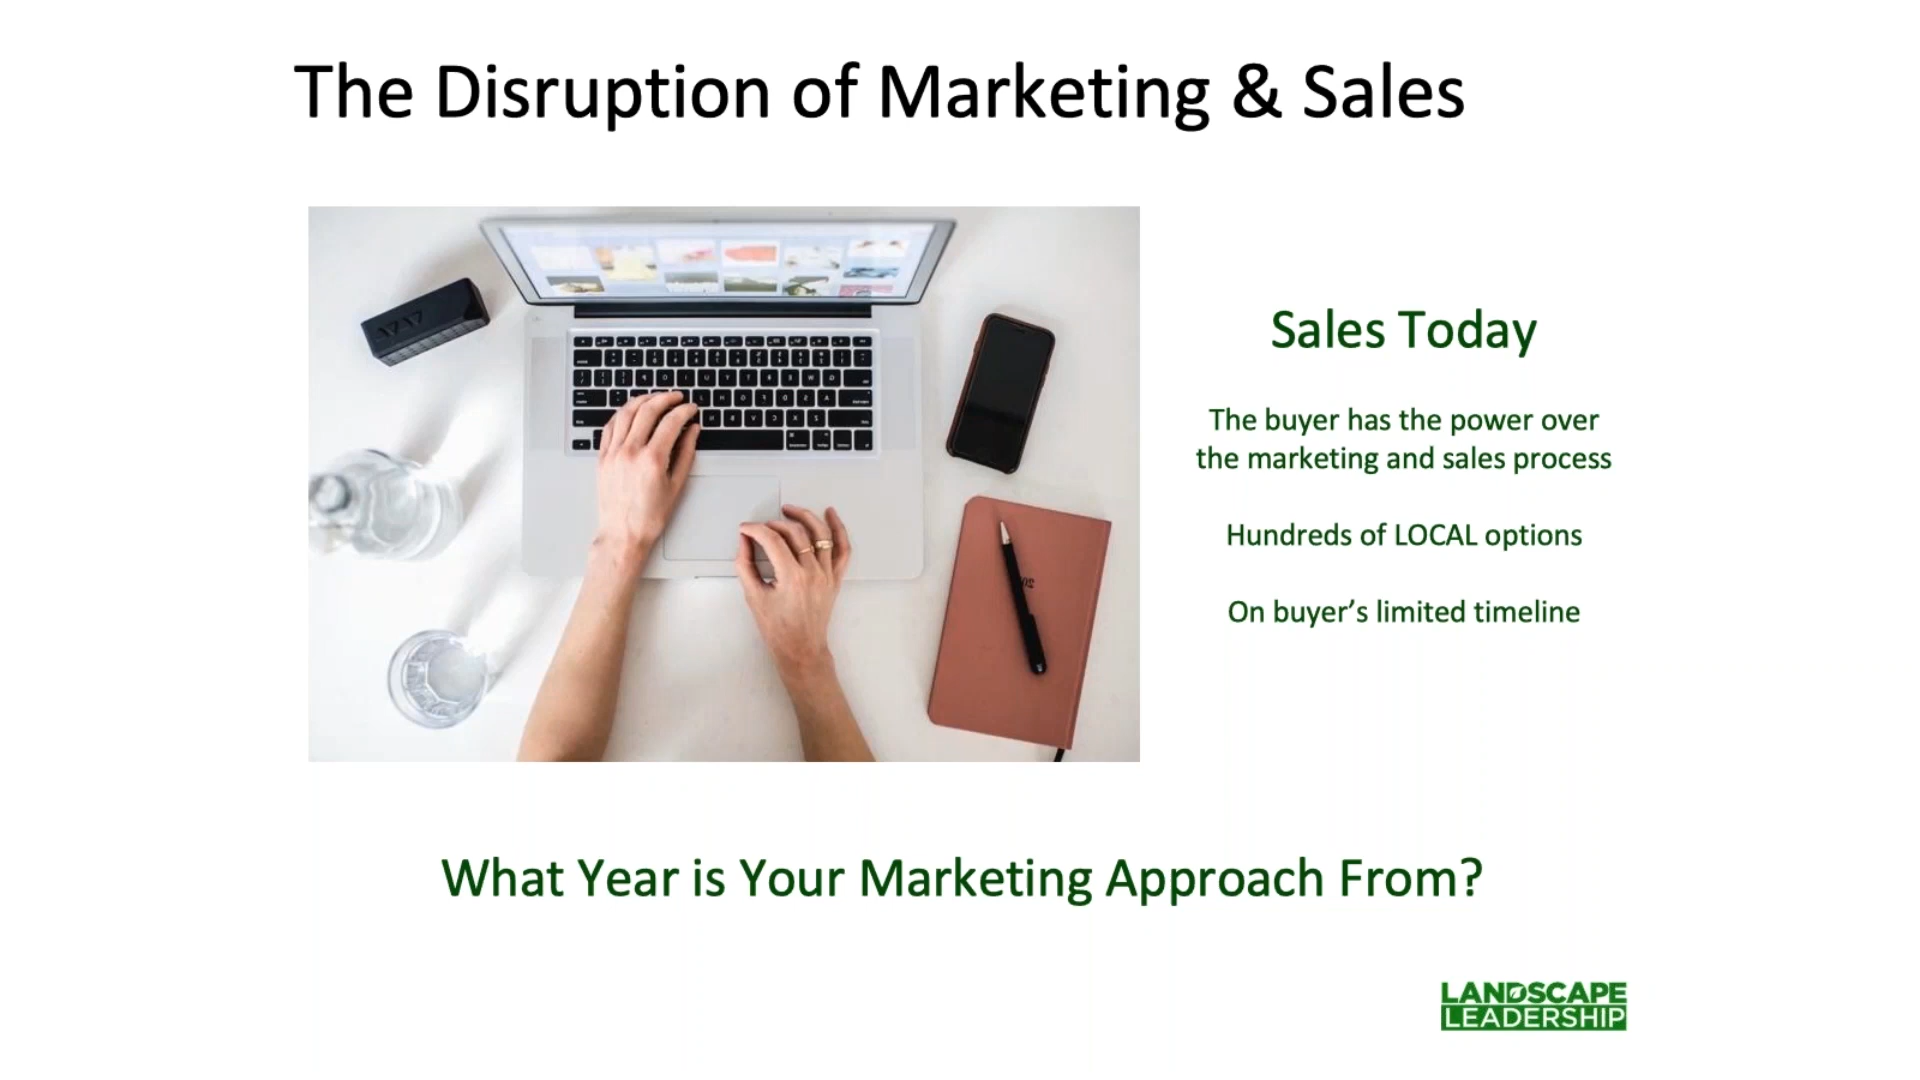 The Disruption of Marketing & Sales
Sales Today
The buyer has the power over
the marketing and sales process
Hundreds of LOCAL options
On buyer’s limited timeline
What Year is Your Marketing Approach From?
LANDSCAPE
LEADERSHIP